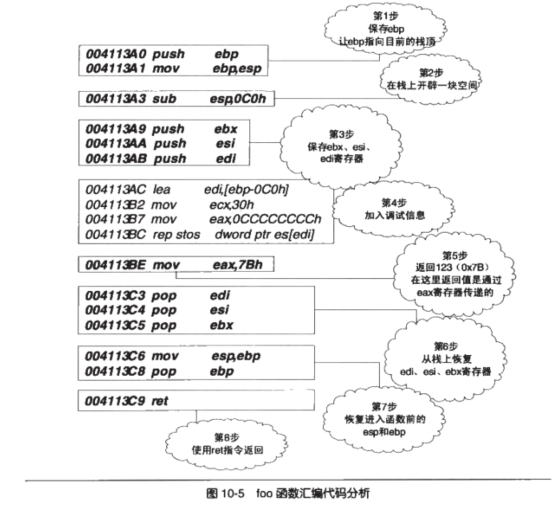 第1步
保存ebp
让ebp指向目前的栈顶
004113A0 push ebp
004113A1 mov ebp,esp
第2步
在栈上开辟一块空间
004113A3 sub esp,0C0h
004113A9 push ebx
004113AA push esi
004113AB push edi
第3步
保存ebx、esi、
edi寄存器
004113AC lea edi,[ebp-0C0h]
004113B2 mov ecx,30h
004113B7 mov eax,0CCCCCCCCh
004113BC rep stos dword ptr es[edi]
第4步
加入调试信息
004113BE mov eax,7Bh
第5步
返回123（0x7B）
在这里返回值是通过
eax寄存器传递的
004113C3 pop edi
004113C4 pop esi
004113C5 pop ebx
第6步
从栈上恢复
edi、esi、ebx寄存器
004113C6 mov esp,ebp
004113C8 pop ebp
第7步
恢复进入函数前的
esp和ebp
004113C9 ret
第8步
使用ret指令返回
图 10-5 foo 函数汇编代码分析